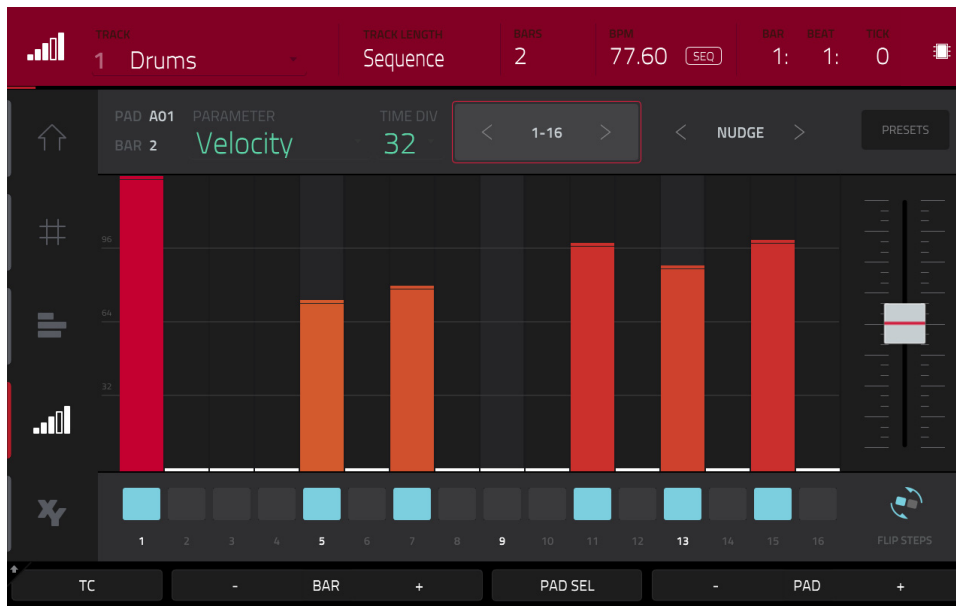 TRACK TRACK LENGTH BARS BPM BAR BEAT TICK
1 Drums Sequence 2 77.60 SEQ 1: 1: 0
PAD A01 PARAMETER TIME DIV
BAR 2 Velocity 32 < 1-16 > < NUDGE > PRESETS
96
64
32
XY
1 2 3 4 5 6 7 8 9 10 11 12 13 14 15 16 FLIP STEPS
TC - BAR + PAD SEL - PAD +